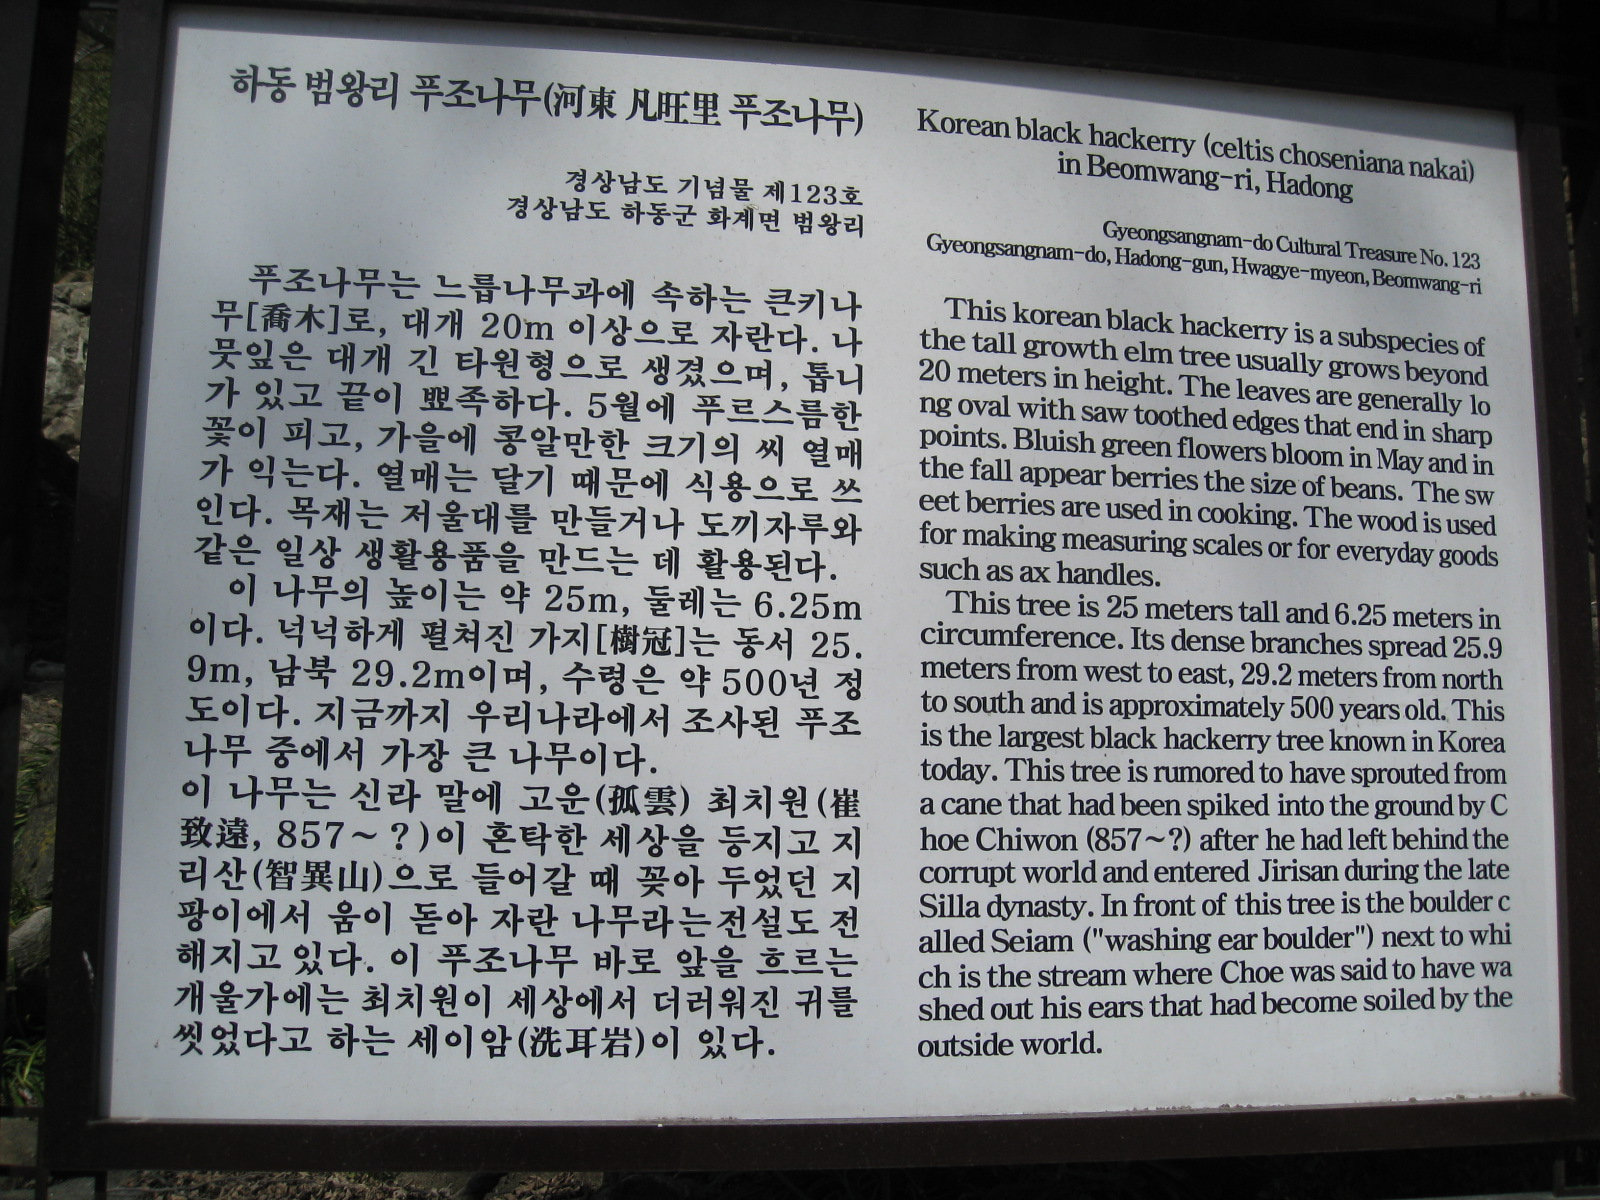 하동 범왕리 푸조나무(河東 凡旺里 푸조나무)
경상남도 기념물 제123호
경상남도 하동군 화계면 범왕리
푸조나무는 느릅나무과에 속하는 큰키나
무[喬木]로, 대개 20m 이상으로 자란다. 나
뭇잎은 대개 긴 타원형으로 생겼으며, 톱니
가 있고 끝이 뾰족하다. 5월에 푸르스름한
꽃이 피고, 가을에 콩알만한 크기의 씨 열매
가 익는다. 열매는 달기 때문에 식용으로 쓰
인다. 목재는 저울대를 만들거나 도끼자루와
같은 일상 생활용품을 만드는 데 활용된다.
이 나무의 높이는 약 25m, 둘레는 6.25m
이다. 넉넉하게 펼쳐진 가지[樹冠]는 동서 25.
9m, 남북 29.2m이며, 수령은 약 500년 정
도이다. 지금까지 우리나라에서 조사된 푸조
나무 중에서 가장 큰 나무이다.
이 나무는 신라 말에 고운(孤雲) 최치원(崔
致遠, 857~?)이 혼탁한 세상을 등지고 지
리산(智異山)으로 들어갈 때 꽂아 두었던 지
팡이에서 움이 돋아 자란 나무라는전설도 전
해지고 있다. 이 푸조나무 바로 앞을 흐르는
개울가에는 최치원이 세상에서 더러워진 귀를
씻었다고 하는 세이암(洗耳岩)이 있다.
Korean black hackerry (celtis choseniana nakai)
in Beomwang-ri, Hadong
Gyeongsangnam-do Cultural Treasure No. 123
Gyeongsangnam-do, Hadong-gun, Hwagye-myeon, Beomwang-ri
This korean black hackerry is a subspecies of
the tall growth elm tree usually grows beyond
20 meters in height. The leaves are generally lo
ng oval with saw toothed edges that end in sharp
points. Bluish green flowers bloom in May and in
the fall appear berries the size of beans. The sw
eet berries are used in cooking. The wood is used
for making measuring scales or for everyday goods
such as ax handles.
This tree is 25 meters tall and 6.25 meters in
circumference. Its dense branches spread 25.9
meters from west to east, 29.2 meters from north
to south and is approximately 500 years old. This
is the largest black hackerry tree known in Korea
today. This tree is rumored to have sprouted from
a cane that had been spiked into the ground by C
hoe Chiwon (857~?) after he had left behind the
corrupt world and entered Jirisan during the late
Silla dynasty. In front of this tree is the boulder c
alled Seiam ("washing ear boulder") next to whi
ch is the stream where Choe was said to have wa
shed out his ears that had become soiled by the
outside world.